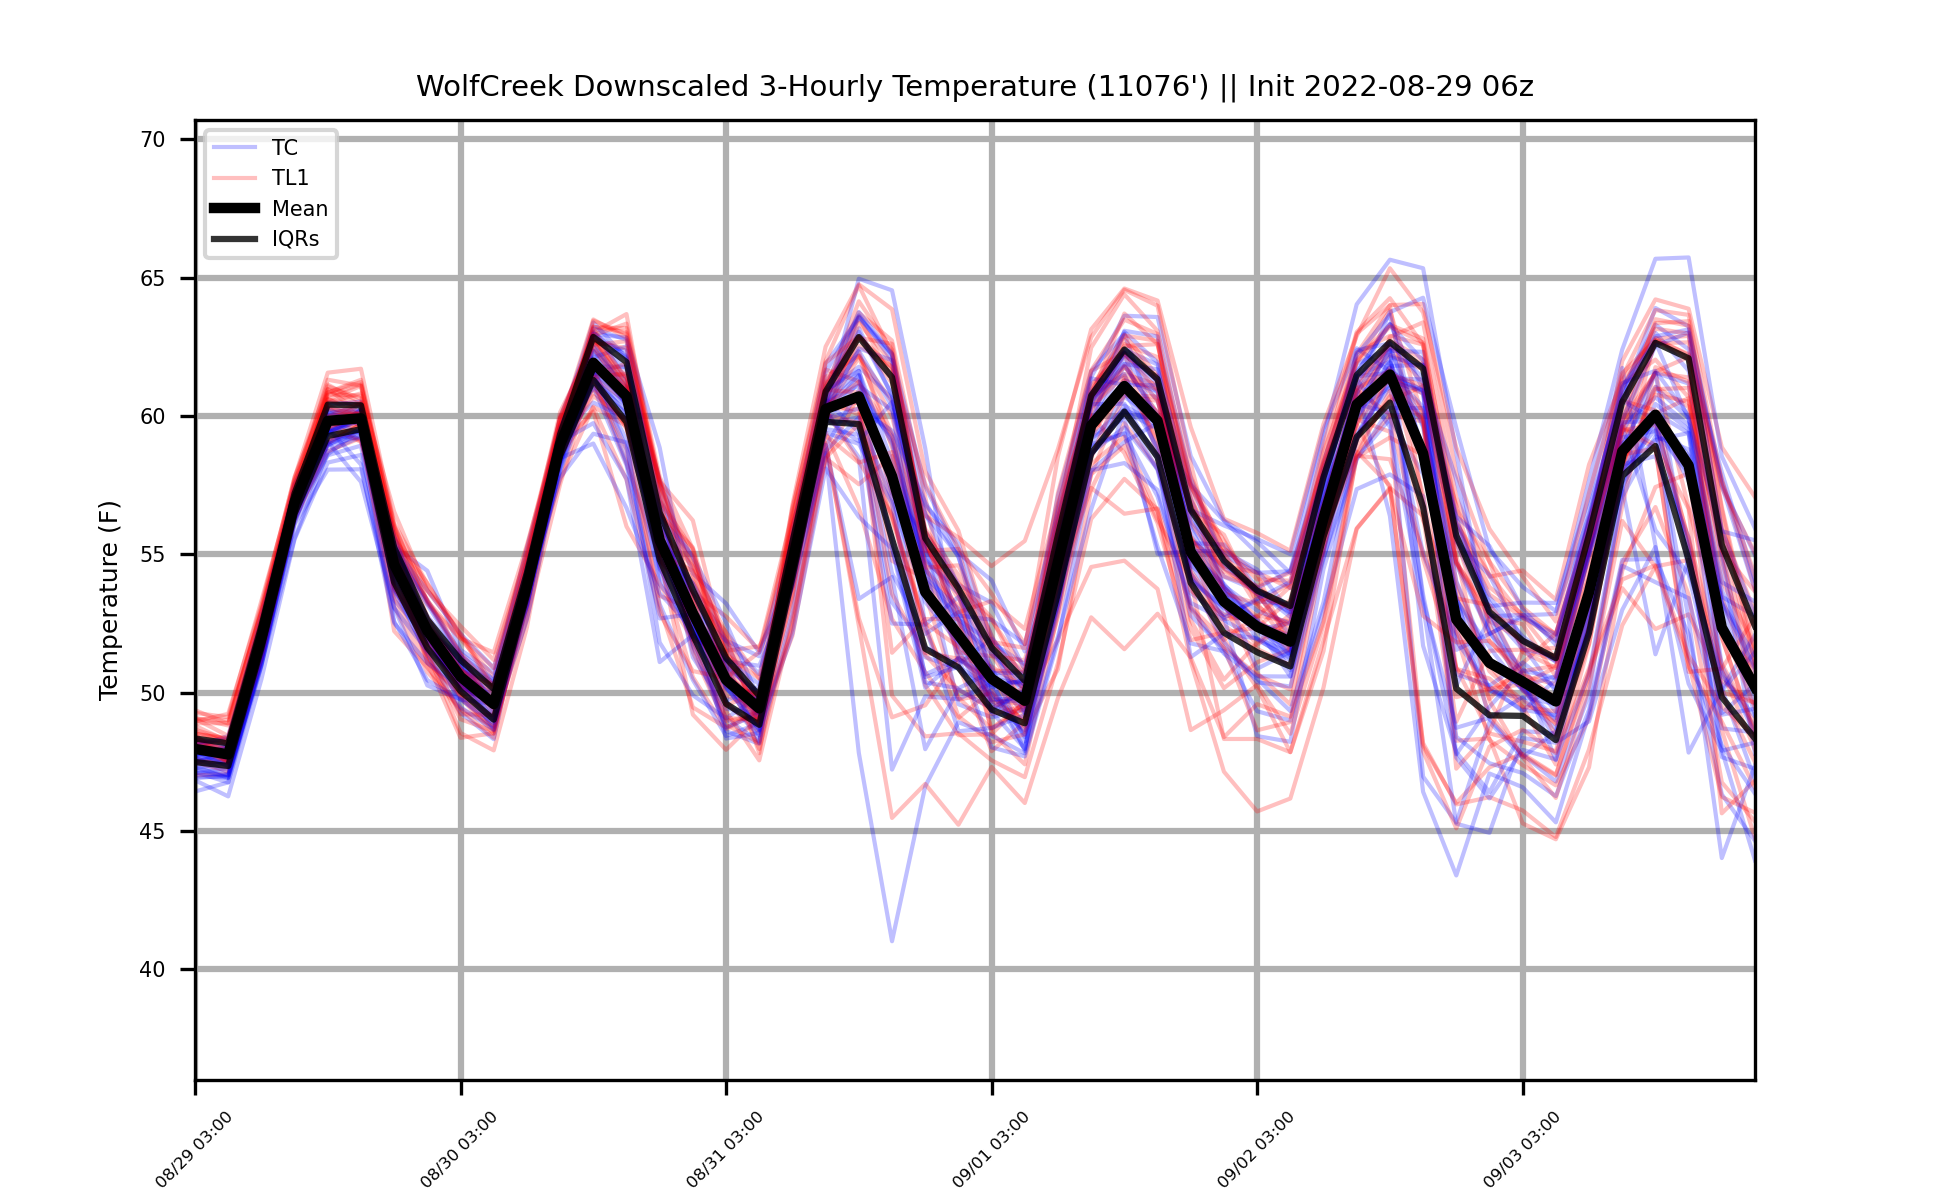 WolfCreek Downscaled 3-Hourly Temperature (11076') || Init 2022-08-29 06z
TC
TL1
Mean
IQRs
Temperature (F)
70
65
60
55
50
45
40
08/29 03:00
08/30 03:00
08/31 03:00
09/01 03:00
09/02 03:00
09/03 03:00